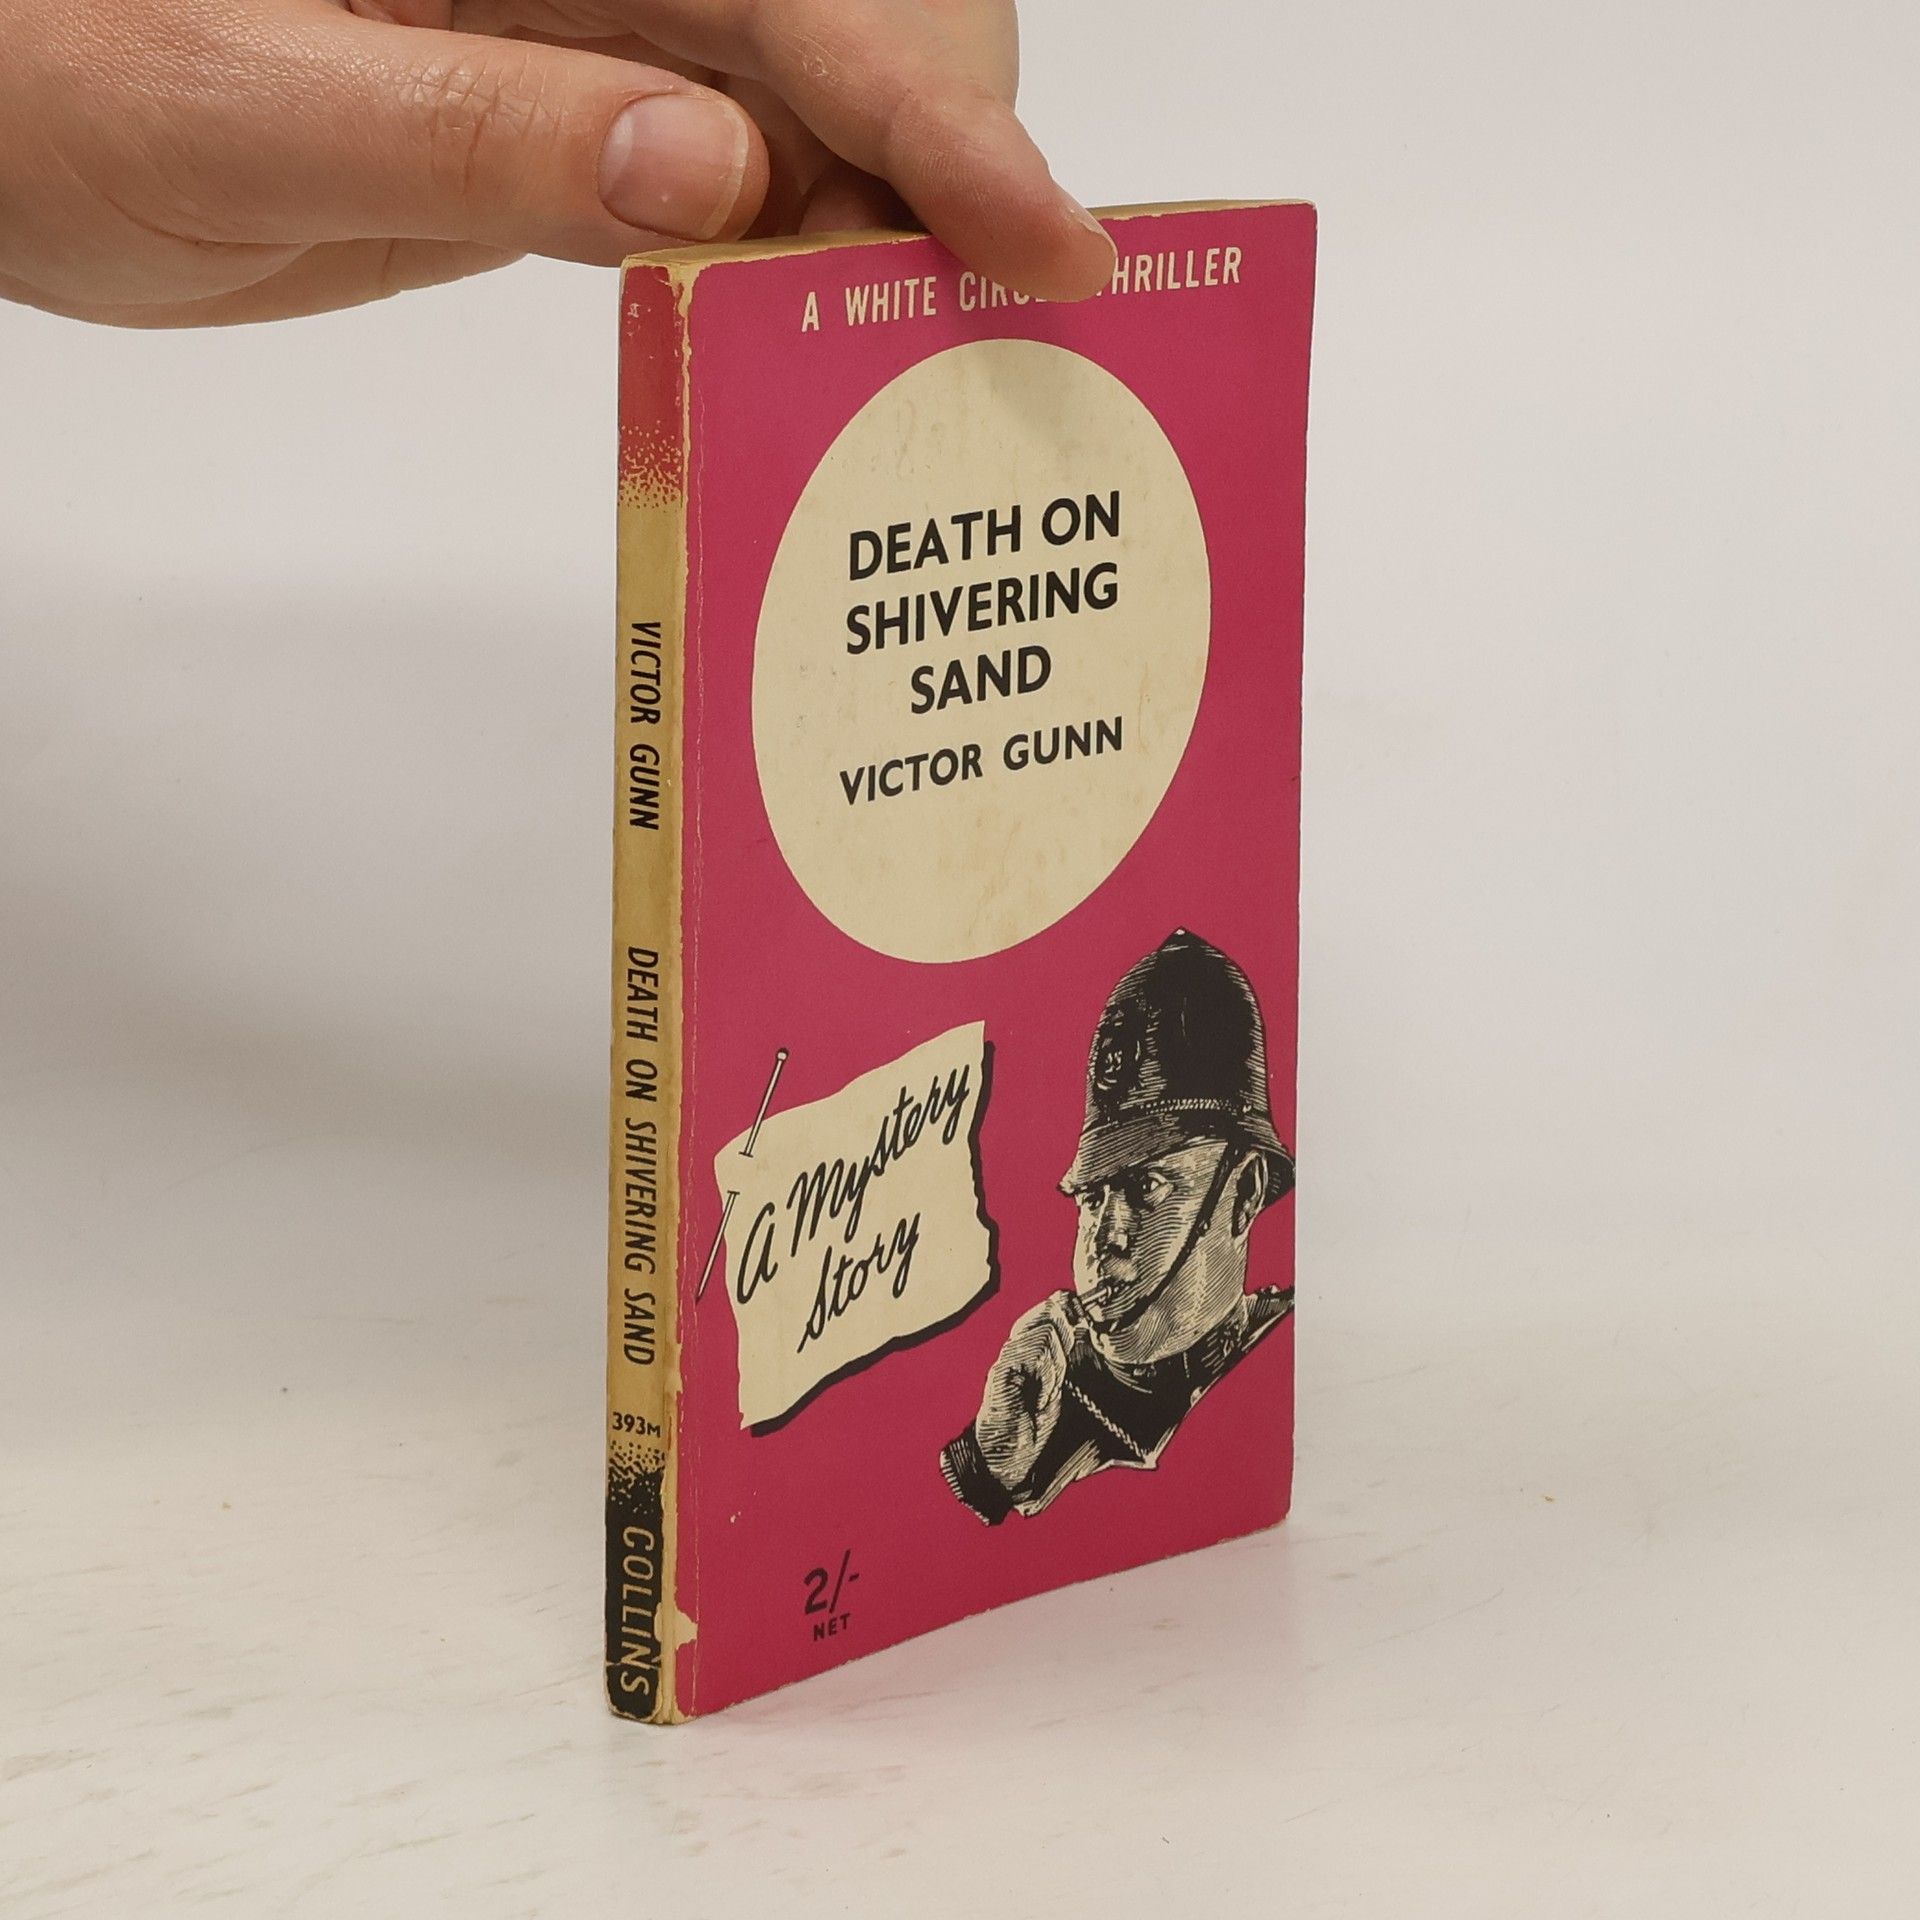 A WHITE THRILLER
DEATH ON
SHIVERING
SAND
VICTOR GUNN
A Mystery
Story
2/-
NET
VICTOR GUNN DEATH ON SHIVERING SAND
393M
COLLINS